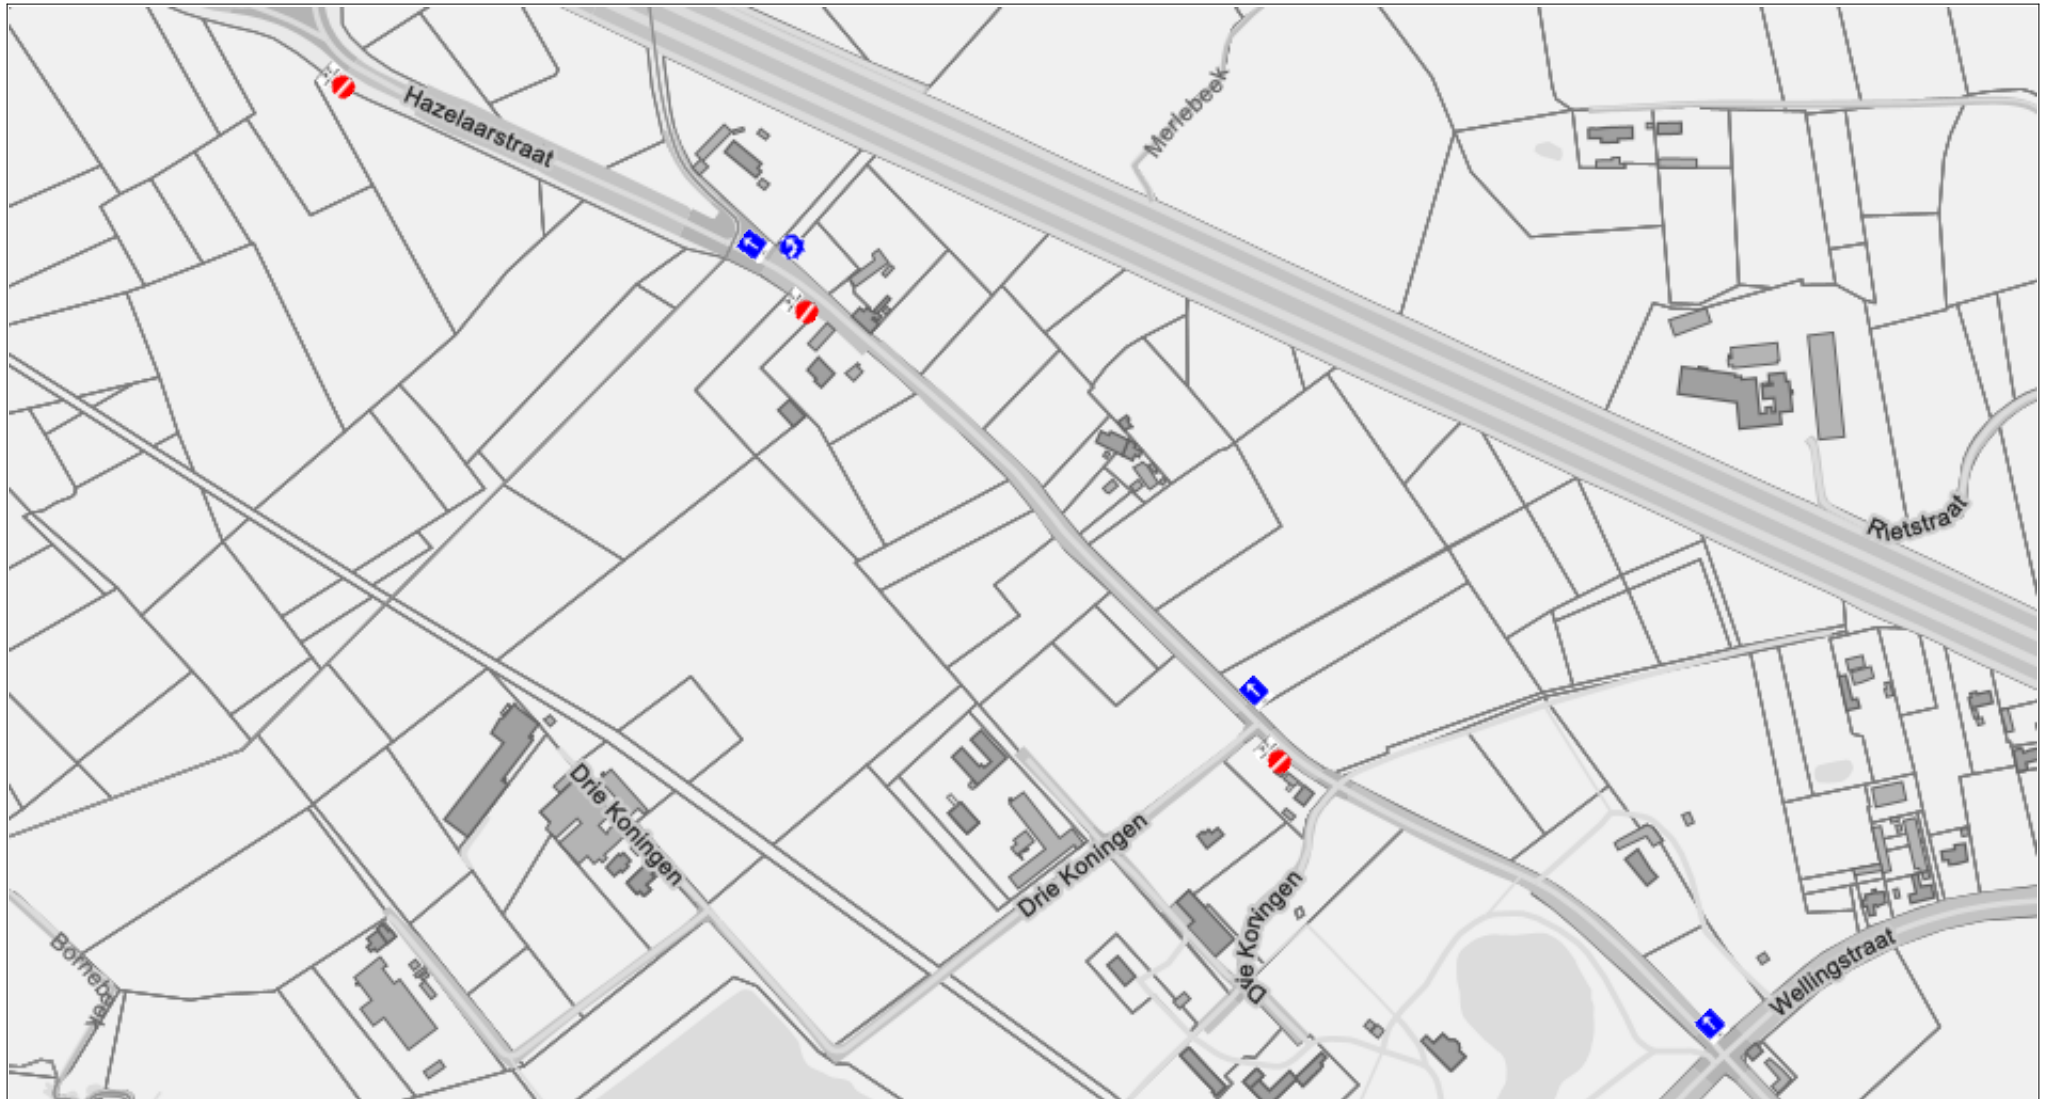 Hazelaarstraat
Merlebeek
Rietstraat
Drie Koningen
Drie Koningen
Drie Koningen
Bornebeek
Wellingstraat